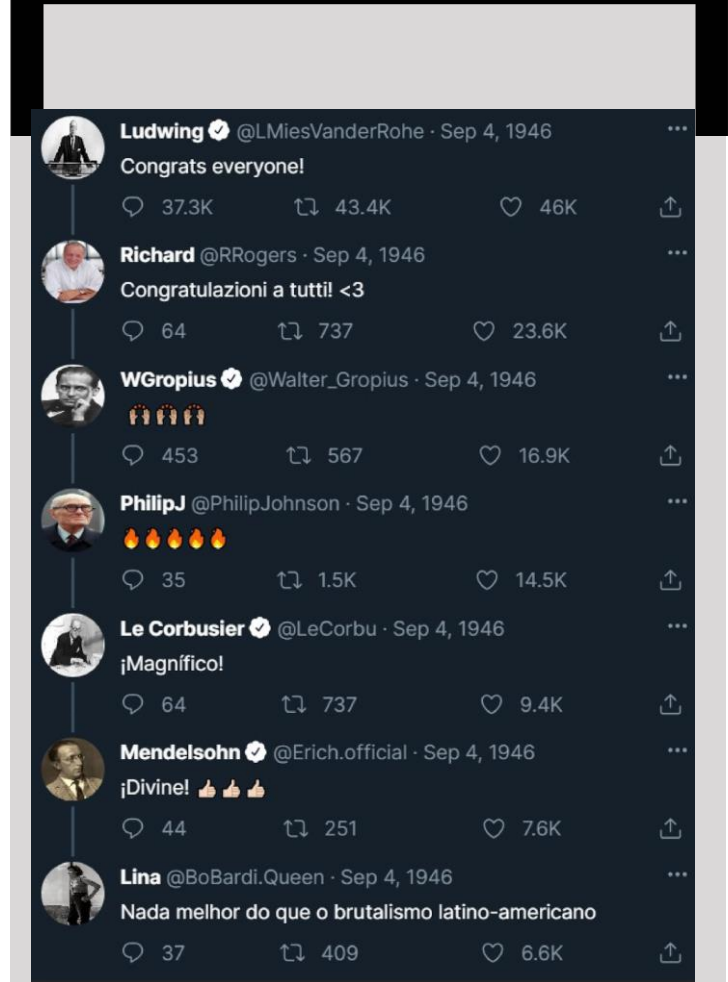 Ludwing @LMiesVanderRohe · Sep 4, 1946
Congrats everyone!
37.3K 43.4K 46K
Richard @RRogers · Sep 4, 1946
Congratulazioni a tutti! <3
64 737 23.6K
WGropius @Walter_Gropius · Sep 4, 1946
🙌🏼🙌🏼🙌🏼
453 567 16.9K
PhilipJ @PhilipJohnson · Sep 4, 1946
🔥🔥🔥🔥🔥
35 1.5K 14.5K
Le Corbusier @LeCorbu · Sep 4, 1946
¡Magnífico!
64 737 9.4K
Mendelsohn @Erich.official · Sep 4, 1946
¡Divine! 👍🏻👍🏻👍🏻
44 251 7.6K
Lina @BoBardi.Queen · Sep 4, 1946
Nada melhor do que o brutalismo latino-americano
37 409 6.6K